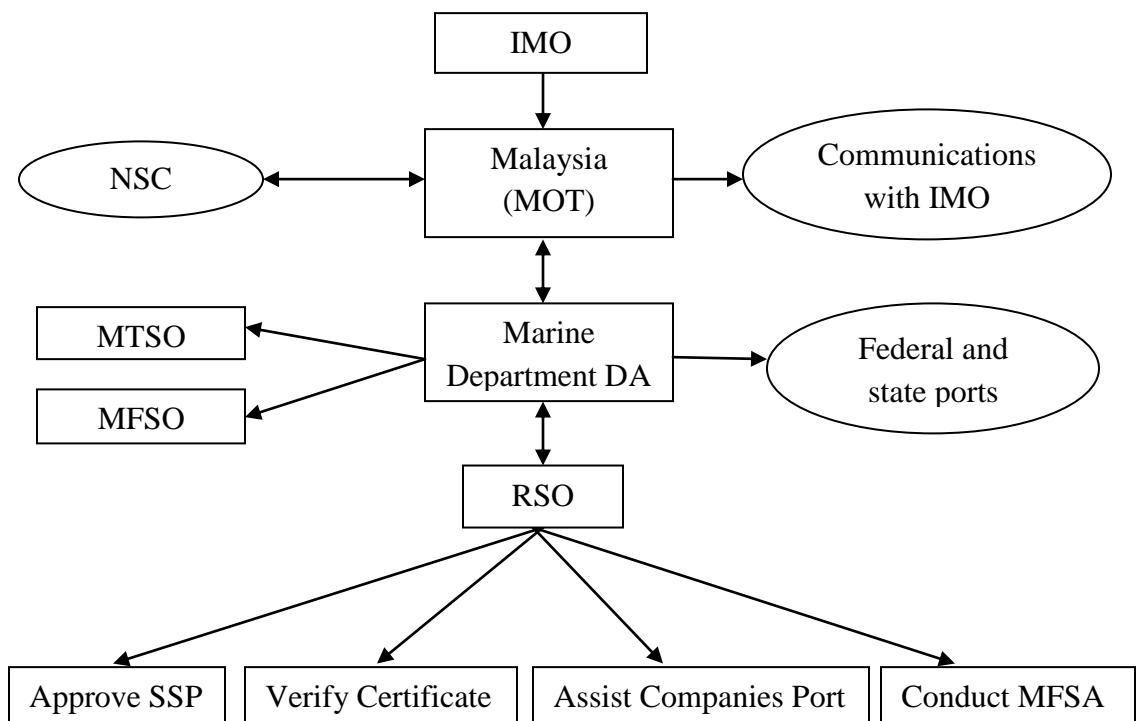 IMO
NSC
Malaysia
(MOT)
Communications
with IMO
MTSO
MFSO
Marine
Department DA
Federal and
state ports
RSO
Approve SSP
Verify Certificate
Assist Companies Port
Conduct MFSA